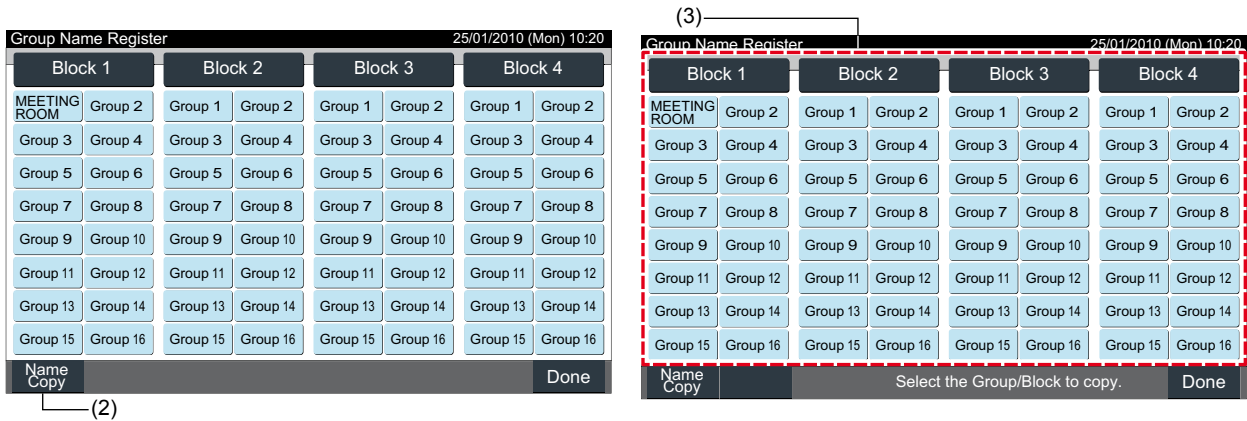 Group Name Register 25/01/2010 (Mon) 10:20
Block 1 Block 2 Block 3 Block 4
MEETING
ROOM Group 2 Group 1 Group 2 Group 1 Group 2 Group 1 Group 2
Group 3 Group 4 Group 3 Group 4 Group 3 Group 4 Group 3 Group 4
Group 5 Group 6 Group 5 Group 6 Group 5 Group 6 Group 5 Group 6
Group 7 Group 8 Group 7 Group 8 Group 7 Group 8 Group 7 Group 8
Group 9 Group 10 Group 9 Group 10 Group 9 Group 10 Group 9 Group 10
Group 11 Group 12 Group 11 Group 12 Group 11 Group 12 Group 11 Group 12
Group 13 Group 14 Group 13 Group 14 Group 13 Group 14 Group 13 Group 14
Group 15 Group 16 Group 15 Group 16 Group 15 Group 16 Group 15 Group 16
Name
Copy Done
(2)
(3)
Group Name Register 25/01/2010 (Mon) 10:20
Block 1 Block 2 Block 3 Block 4
MEETING
ROOM Group 2 Group 1 Group 2 Group 1 Group 2 Group 1 Group 2
Group 3 Group 4 Group 3 Group 4 Group 3 Group 4 Group 3 Group 4
Group 5 Group 6 Group 5 Group 6 Group 5 Group 6 Group 5 Group 6
Group 7 Group 8 Group 7 Group 8 Group 7 Group 8 Group 7 Group 8
Group 9 Group 10 Group 9 Group 10 Group 9 Group 10 Group 9 Group 10
Group 11 Group 12 Group 11 Group 12 Group 11 Group 12 Group 11 Group 12
Group 13 Group 14 Group 13 Group 14 Group 13 Group 14 Group 13 Group 14
Group 15 Group 16 Group 15 Group 16 Group 15 Group 16 Group 15 Group 16
Name
Copy Select the Group/Block to copy. Done